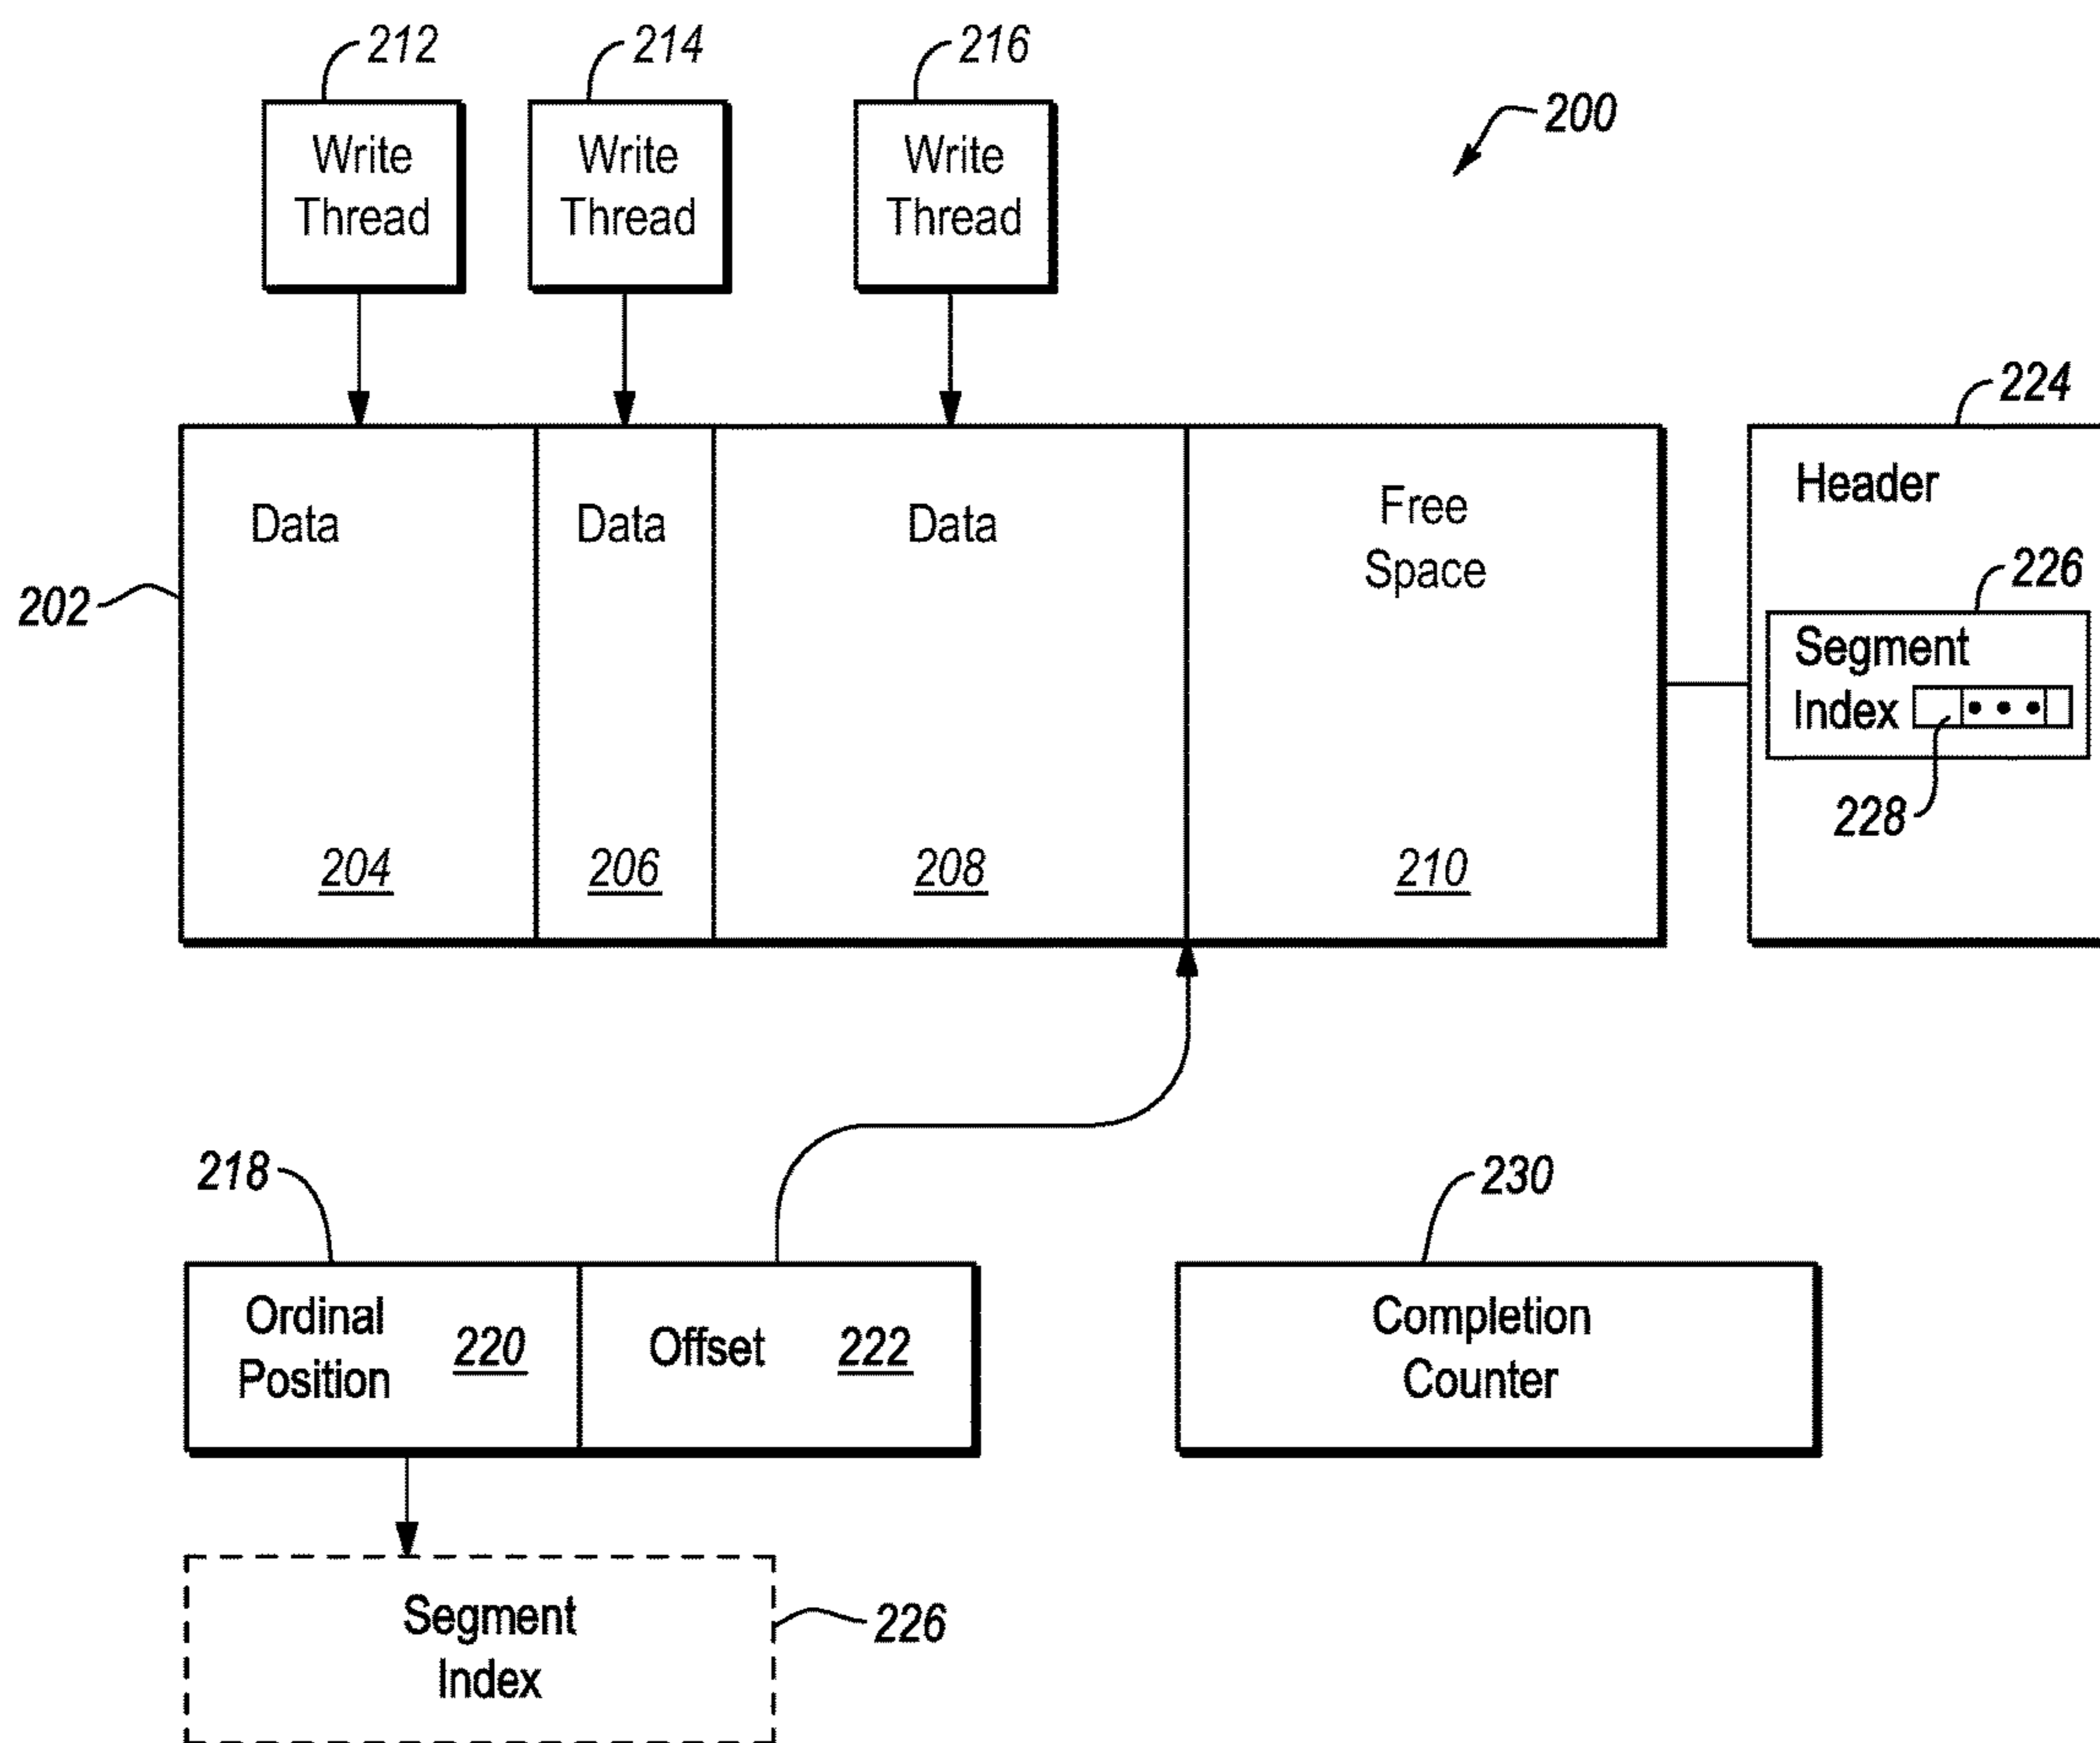 212
214
216
200
Write
Thread
Write
Thread
Write
Thread
224
Header
202
Data
Data
Data
Free
Space
226
Segment
Index
228
204
206
208
210
218
230
Ordinal
Position
220
Offset
222
Completion
Counter
Segment
Index
226